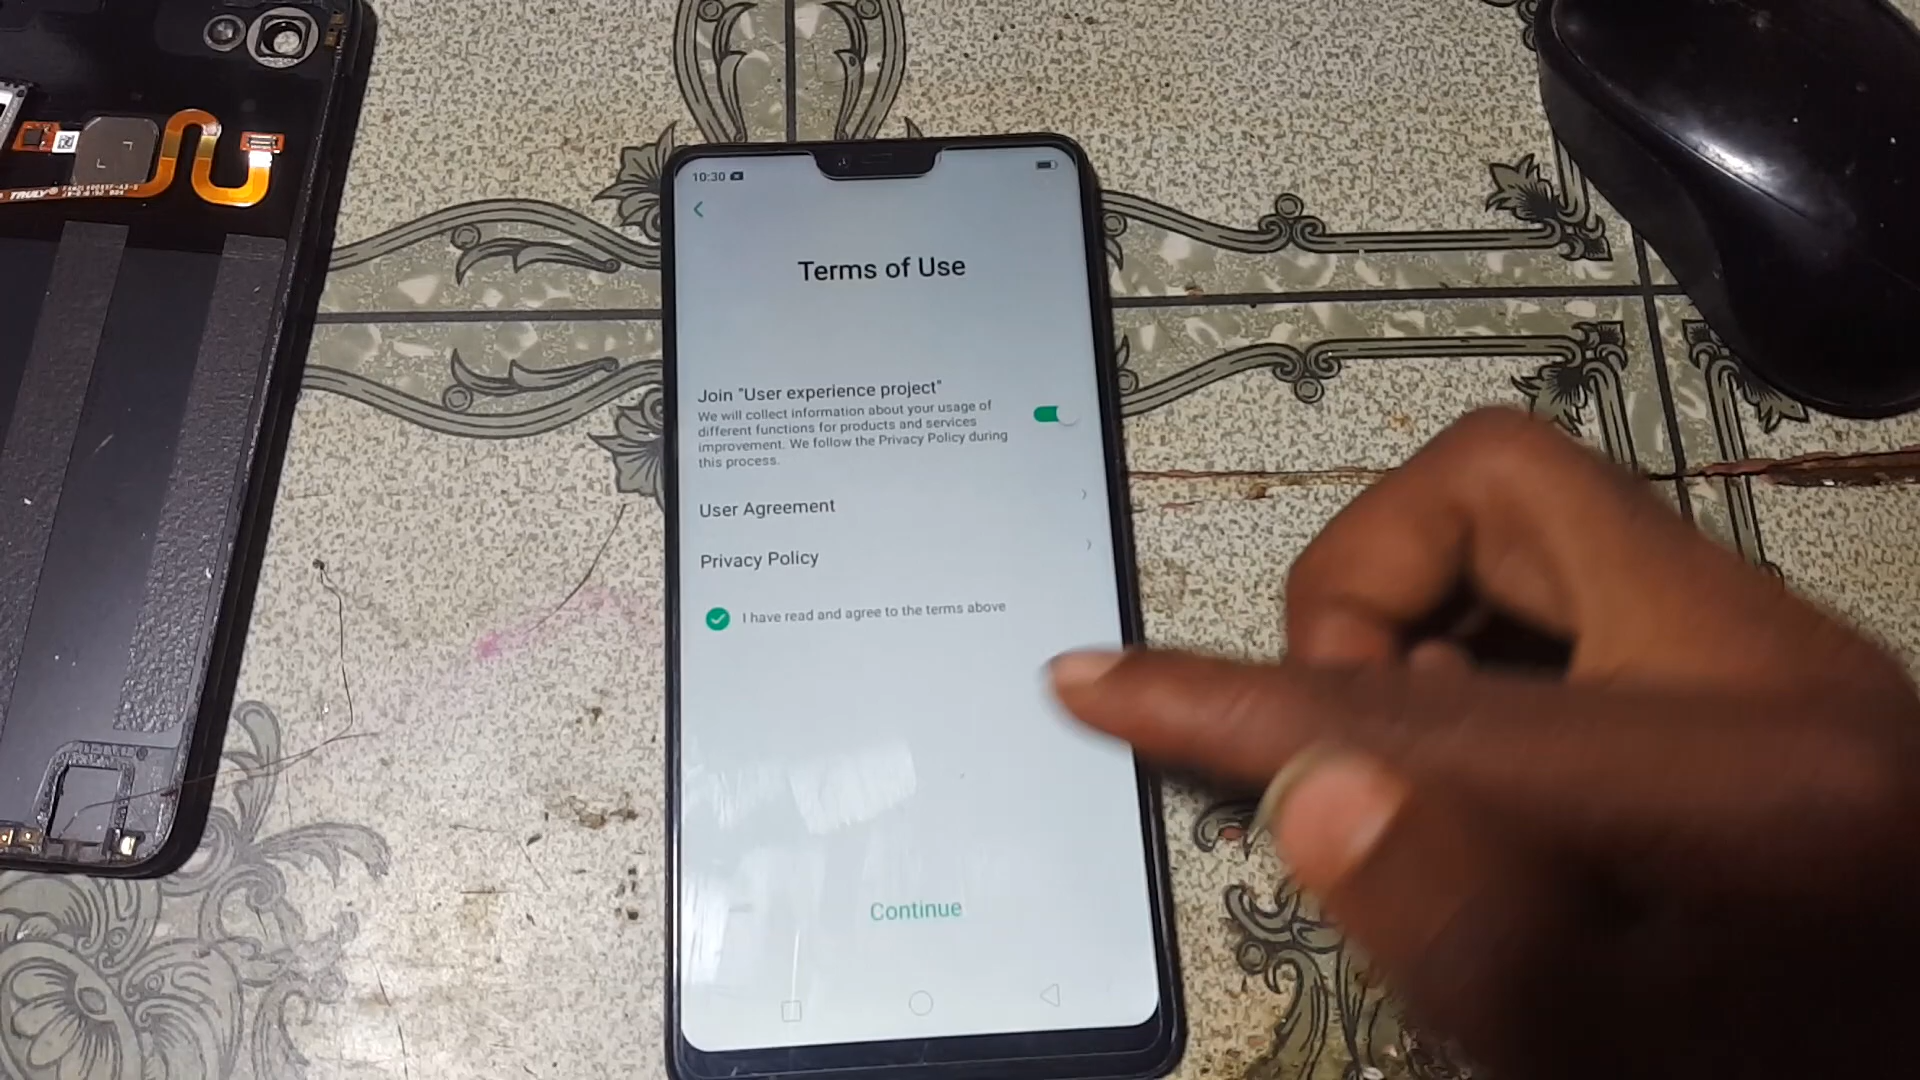 TRULY
10:30
Terms of Use
Join "User experience project"
We will collect information about your usage of
different functions for products and services
improvement. We follow the Privacy Policy during
this process.
User Agreement
Privacy Policy
I have read and agree to the terms above
Continue